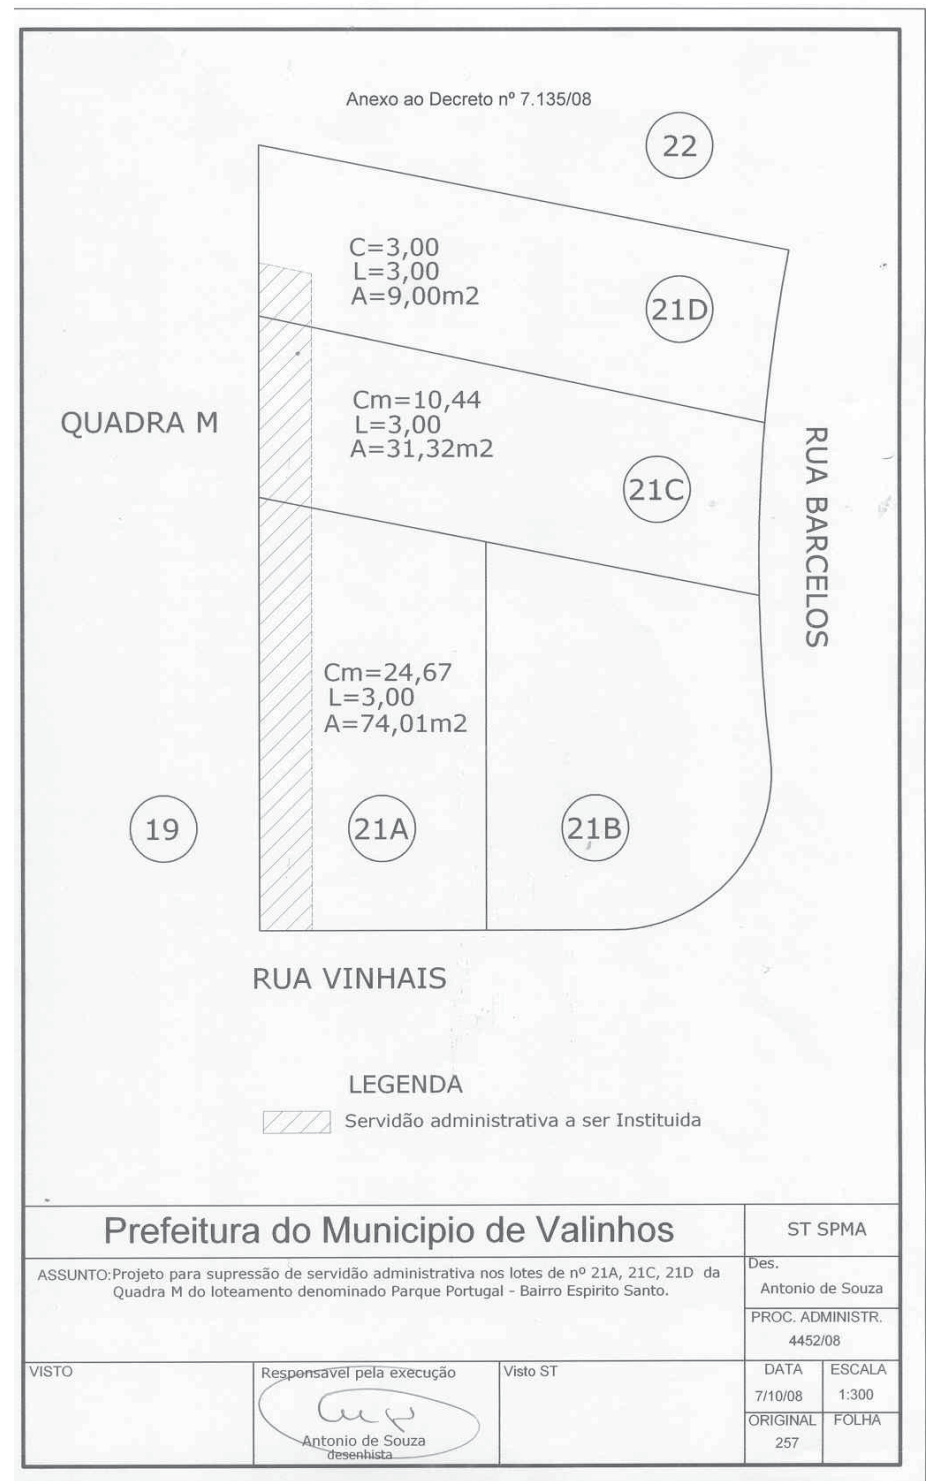 Anexo ao Decreto nº 7.135/08
22
C=3,00
L=3,00
A=9,00m2
21D
QUADRA M
Cm=10,44
L=3,00
A=31,32m2
21C
RUA BARCELOS
Cm=24,67
L=3,00
A=74,01m2
19
21A
21B
RUA VINHAIS
LEGENDA
Servidão administrativa a ser Instituida
Prefeitura do Municipio de Valinhos
ST SPMA
ASSUNTO:Projeto para supressão de servidão administrativa nos lotes de nº 21A, 21C, 21D da
Quadra M do loteamento denominado Parque Portugal - Bairro Espirito Santo.
Des.
Antonio de Souza
PROC. ADMINISTR.
4452/08
VISTO
Responsavel pela execução
Antonio de Souza
desenhista
Visto ST
DATA
7/10/08
ESCALA
1:300
ORIGINAL
257
FOLHA